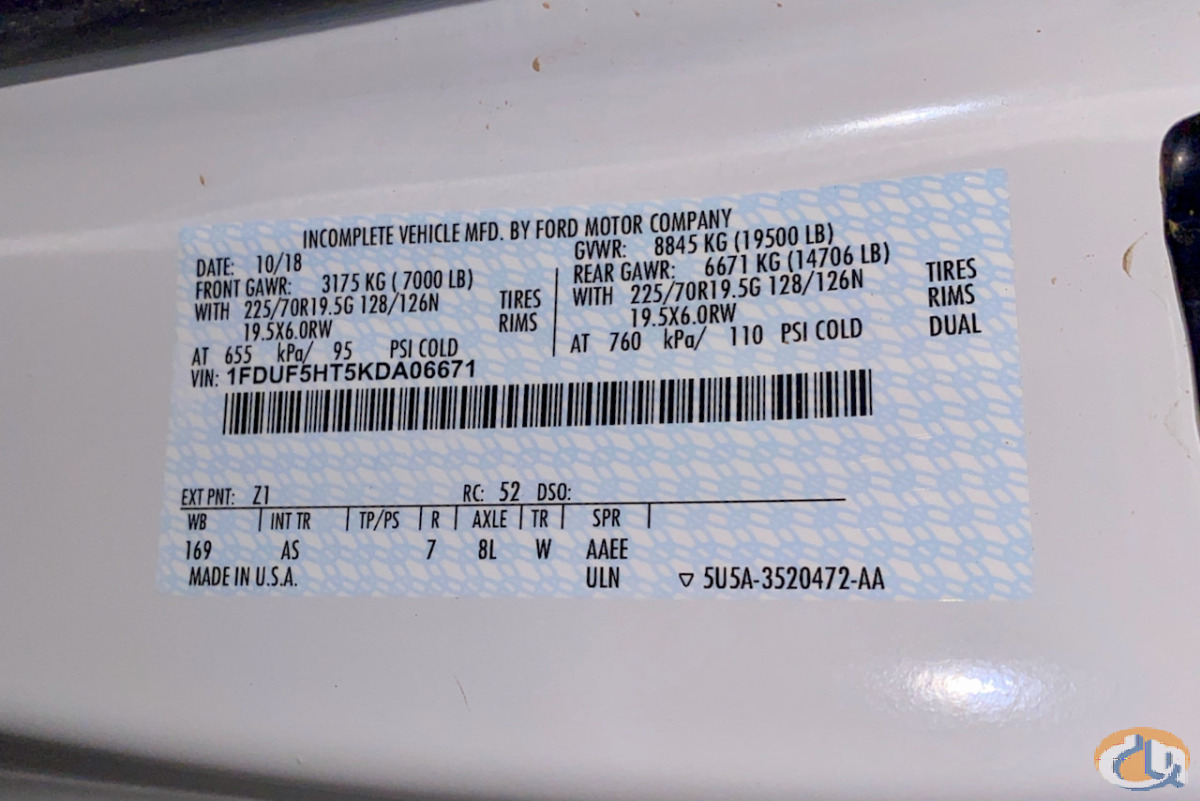 INCOMPLETE VEHICLE MFD. BY FORD MOTOR COMPANY
DATE: 10/18
GVWR: 8845 KG (19500 LB)
FRONT GAWR: 3175 KG ( 7000 LB)
REAR GAWR: 6671 KG (14706 LB)
WITH 225/70R19.5G 128/126N TIRES
WITH 225/70R19.5G 128/126N TIRES
19.5X6.0RW RIMS
19.5X6.0RW RIMS
AT 655 kPa/ 95 PSI COLD
AT 760 kPa/ 110 PSI COLD DUAL
VIN: 1FDUF5HT5KDA06671
EXT PNT: Z1 RC: 52 DSO:
WB INT TR TP/PS R AXLE TR SPR
169 AS 7 8L W AAEE
MADE IN U.S.A. ULN 5U5A-3520472-AA